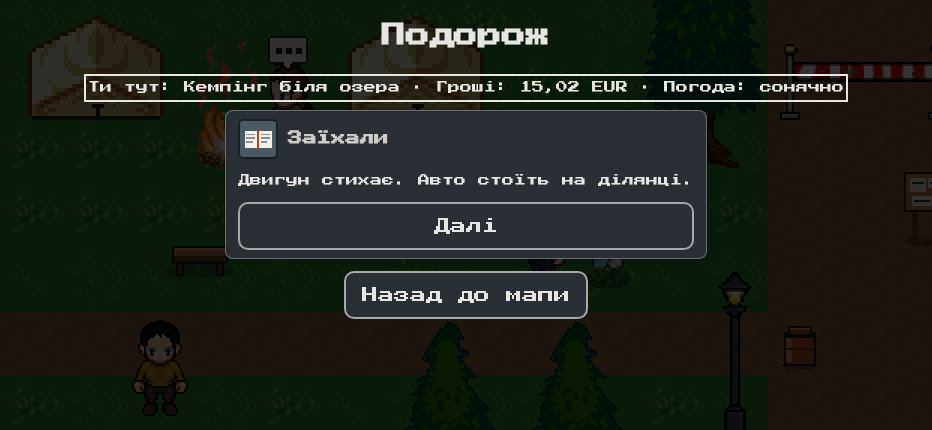 Подорож
Ти тут: Кемпінг біля озера · Гроші: 15,02 EUR · Погода: сонячно
Заїхали
Двигун стихає. Авто стоїть на ділянці.
Далі
Назад до мапи